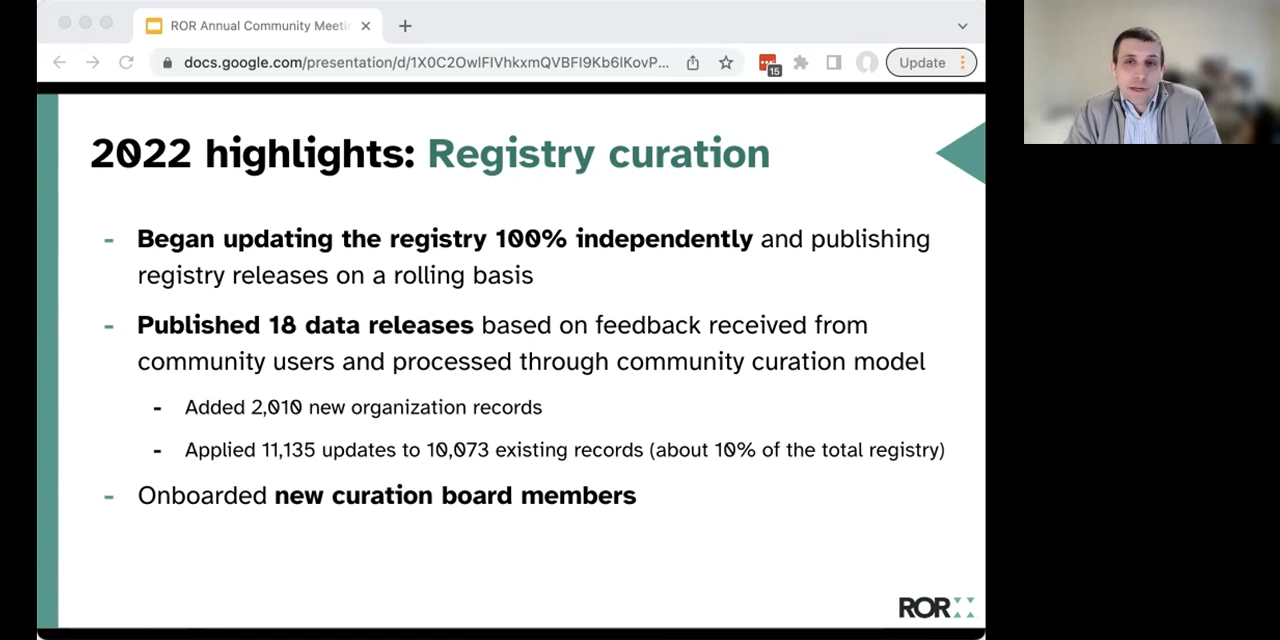 ROR Annual Community Meetin
docs.google.com/presentation/d/1X0C2OwlFIVhkxmQVBFI9Kb6lKovP...
15
Update
2022 highlights: Registry curation
- Began updating the registry 100% independently and publishing
registry releases on a rolling basis
- Published 18 data releases based on feedback received from
community users and processed through community curation model
- Added 2,010 new organization records
- Applied 11,135 updates to 10,073 existing records (about 10% of the total registry)
- Onboarded new curation board members
ROR